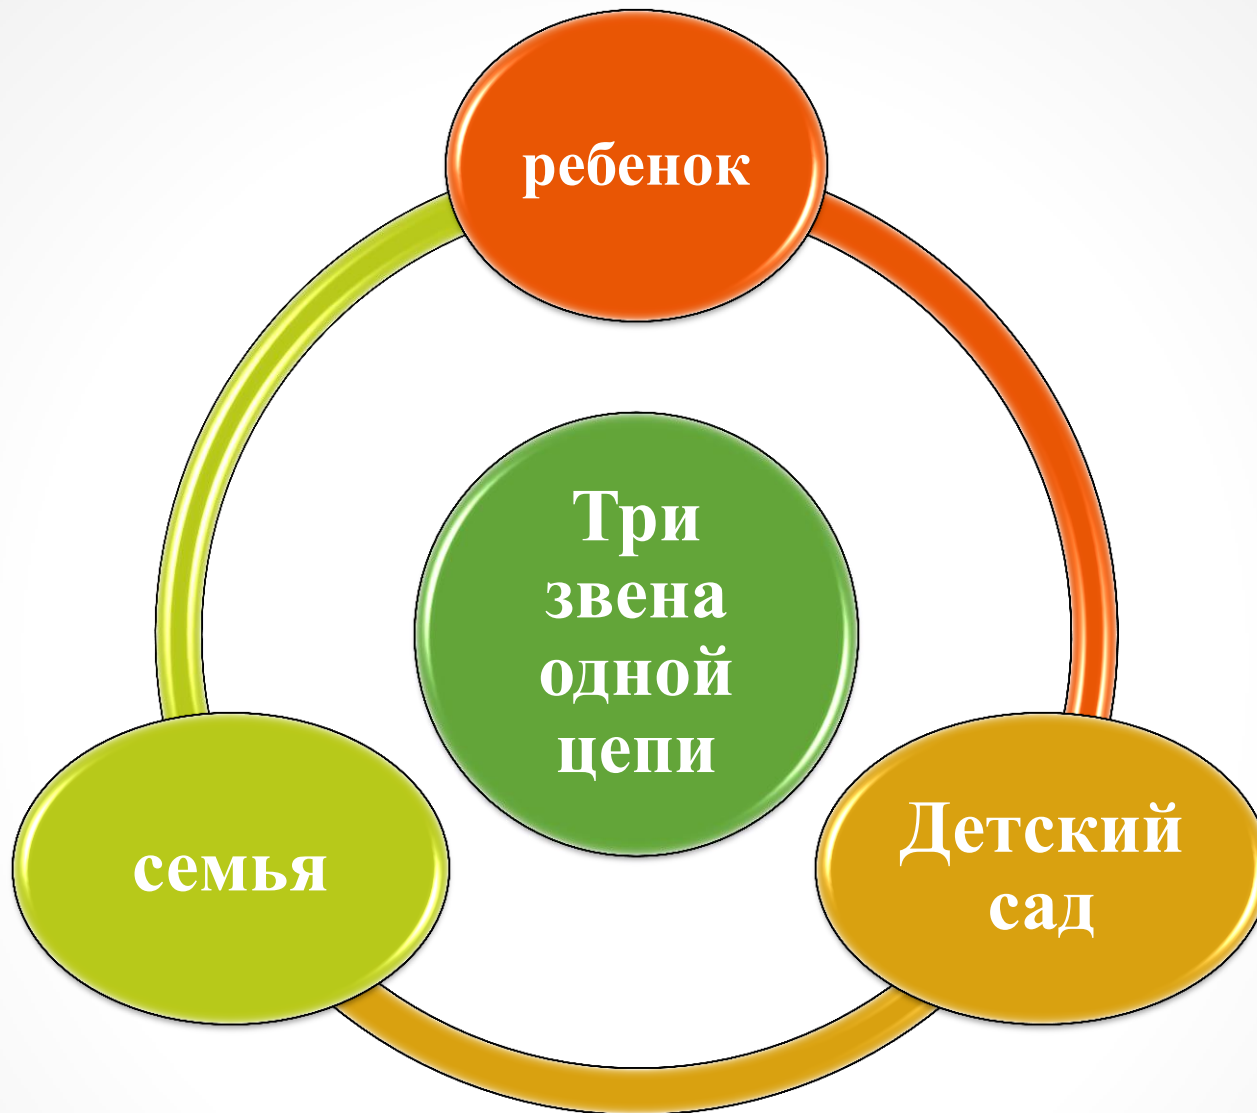 ребенок
Три
звена
одной
цепи
семья
Детский
сад